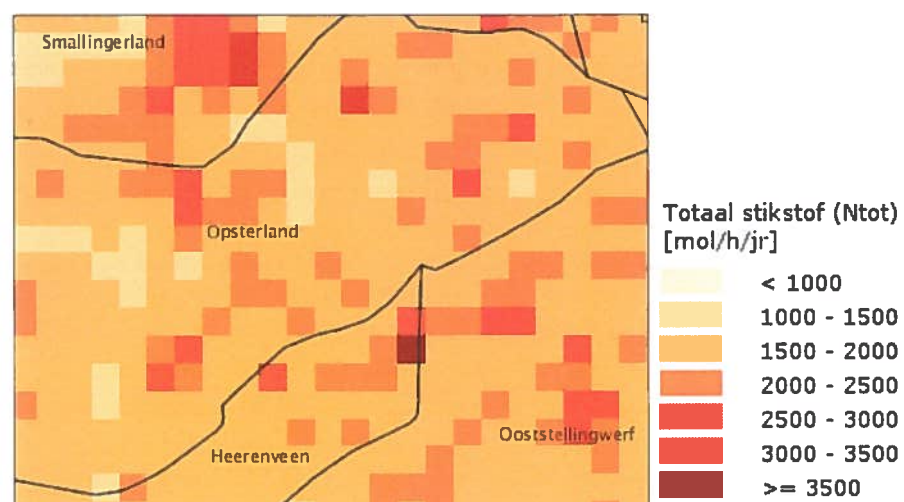 Smallingerland
Opsterland
Heerenveen
Ooststellingwerf
Totaal stikstof (Ntot)
[mol/h/jr]
< 1000
1000 - 1500
1500 - 2000
2000 - 2500
2500 - 3000
3000 - 3500
>= 3500